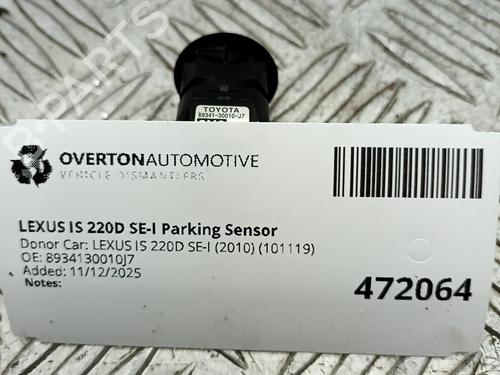 B-PARTS
TOYOTA
89341-30010-J7
OVERTONAUTOMOTIVE
VEHICLE DISMANTLERS
LEXUS IS 220D SE-I Parking Sensor
Donor Car: LEXUS IS 220D SE-I (2010) (101119)
OE: 8934130010J7
Added: 11/12/2025
Notes:
472064